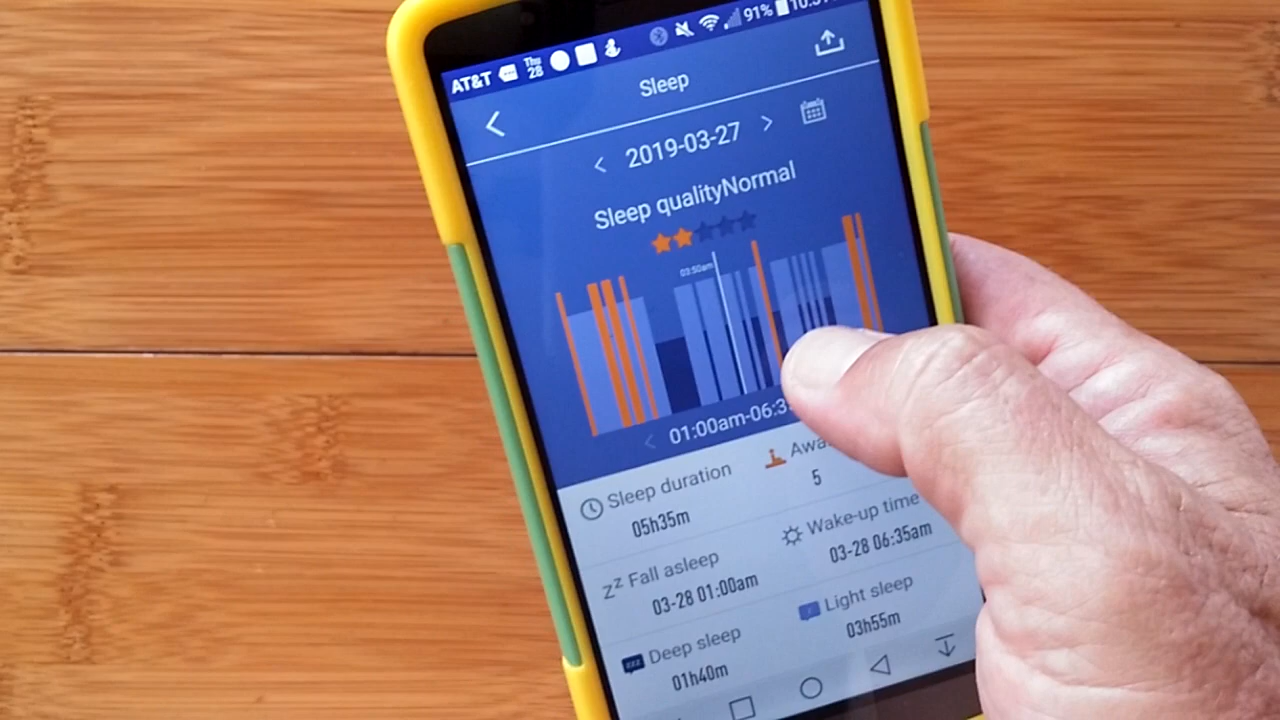 AT&T Thu 28 91%
Sleep
2019-03-27
Sleep qualityNormal
03:50am
01:00am-06:3
Sleep duration
05h35m
5
Fall asleep
03-28 01:00am
Wake-up time
03-28 06:35am
Deep sleep
01h40m
Light sleep
03h55m